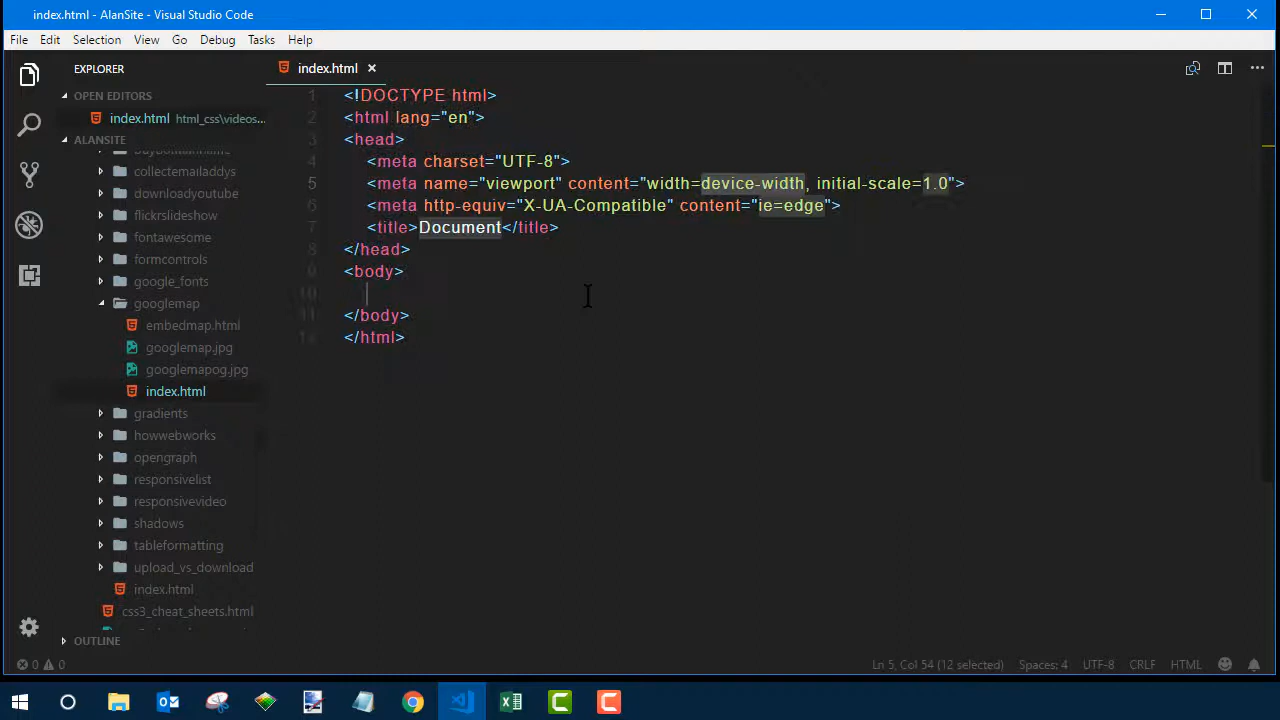 index.html - AlanSite - Visual Studio Code
File Edit Selection View Go Debug Tasks Help
EXPLORER
OPEN EDITORS
index.html html_css\videos...
ALANSITE
collectemailaddys
downloadyoutube
flickrslideshow
fontawesome
formcontrols
google_fonts
googlemap
embedmap.html
googlemap.jpg
googlemapog.jpg
index.html
gradients
howwebworks
opengraph
responsivelist
responsivevideo
shadows
tableformatting
upload_vs_download
index.html
css3_cheat_sheets.html
OUTLINE
index.html
1 <!DOCTYPE html>
2 <html lang="en">
3 <head>
4 <meta charset="UTF-8">
5 <meta name="viewport" content="width=device-width, initial-scale=1.0">
6 <meta http-equiv="X-UA-Compatible" content="ie=edge">
7 <title>Document</title>
8 </head>
9 <body>
10
11 </body>
</html>
0 0
Ln 5, Col 54 (12 selected) Spaces: 4 UTF-8 CRLF HTML